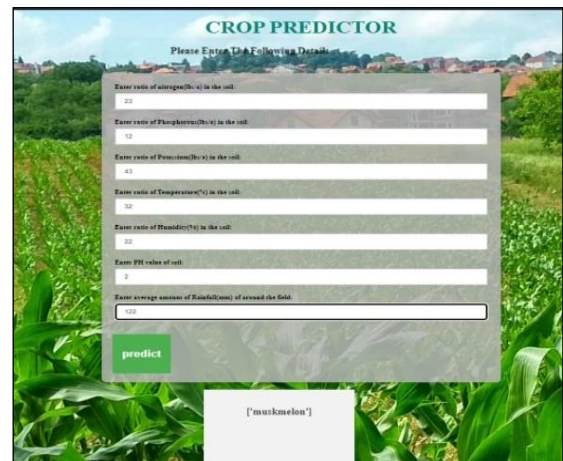 CROP PREDICTOR
Please Enter The Following Details
Enter ratio of nitrogen(lbs/a) in the soil:
23
Enter ratio of Phosphorous(lbs/a) in the soil:
12
Enter ratio of Potassium(lbs/a) in the soil:
43
Enter ratio of Temperature(°c) in the soil:
32
Enter ratio of Humidity(%) in the soil:
22
Enter PH value of soil:
2
Enter average amount of Rainfall(mm) of around the field:
122
predict
['muskmelon']